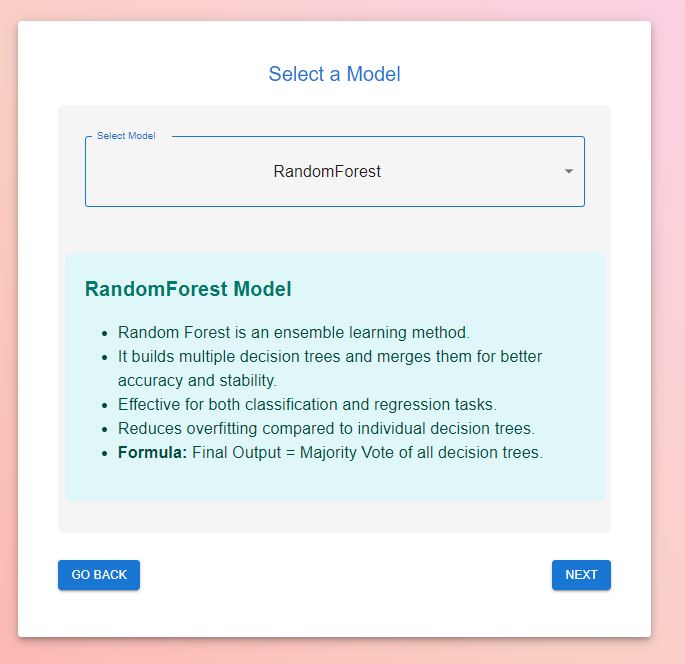 Select a Model
Select Model
RandomForest
RandomForest Model
• Random Forest is an ensemble learning method.
• It builds multiple decision trees and merges them for better
accuracy and stability.
• Effective for both classification and regression tasks.
• Reduces overfitting compared to individual decision trees.
• Formula: Final Output = Majority Vote of all decision trees.
GO BACK
NEXT